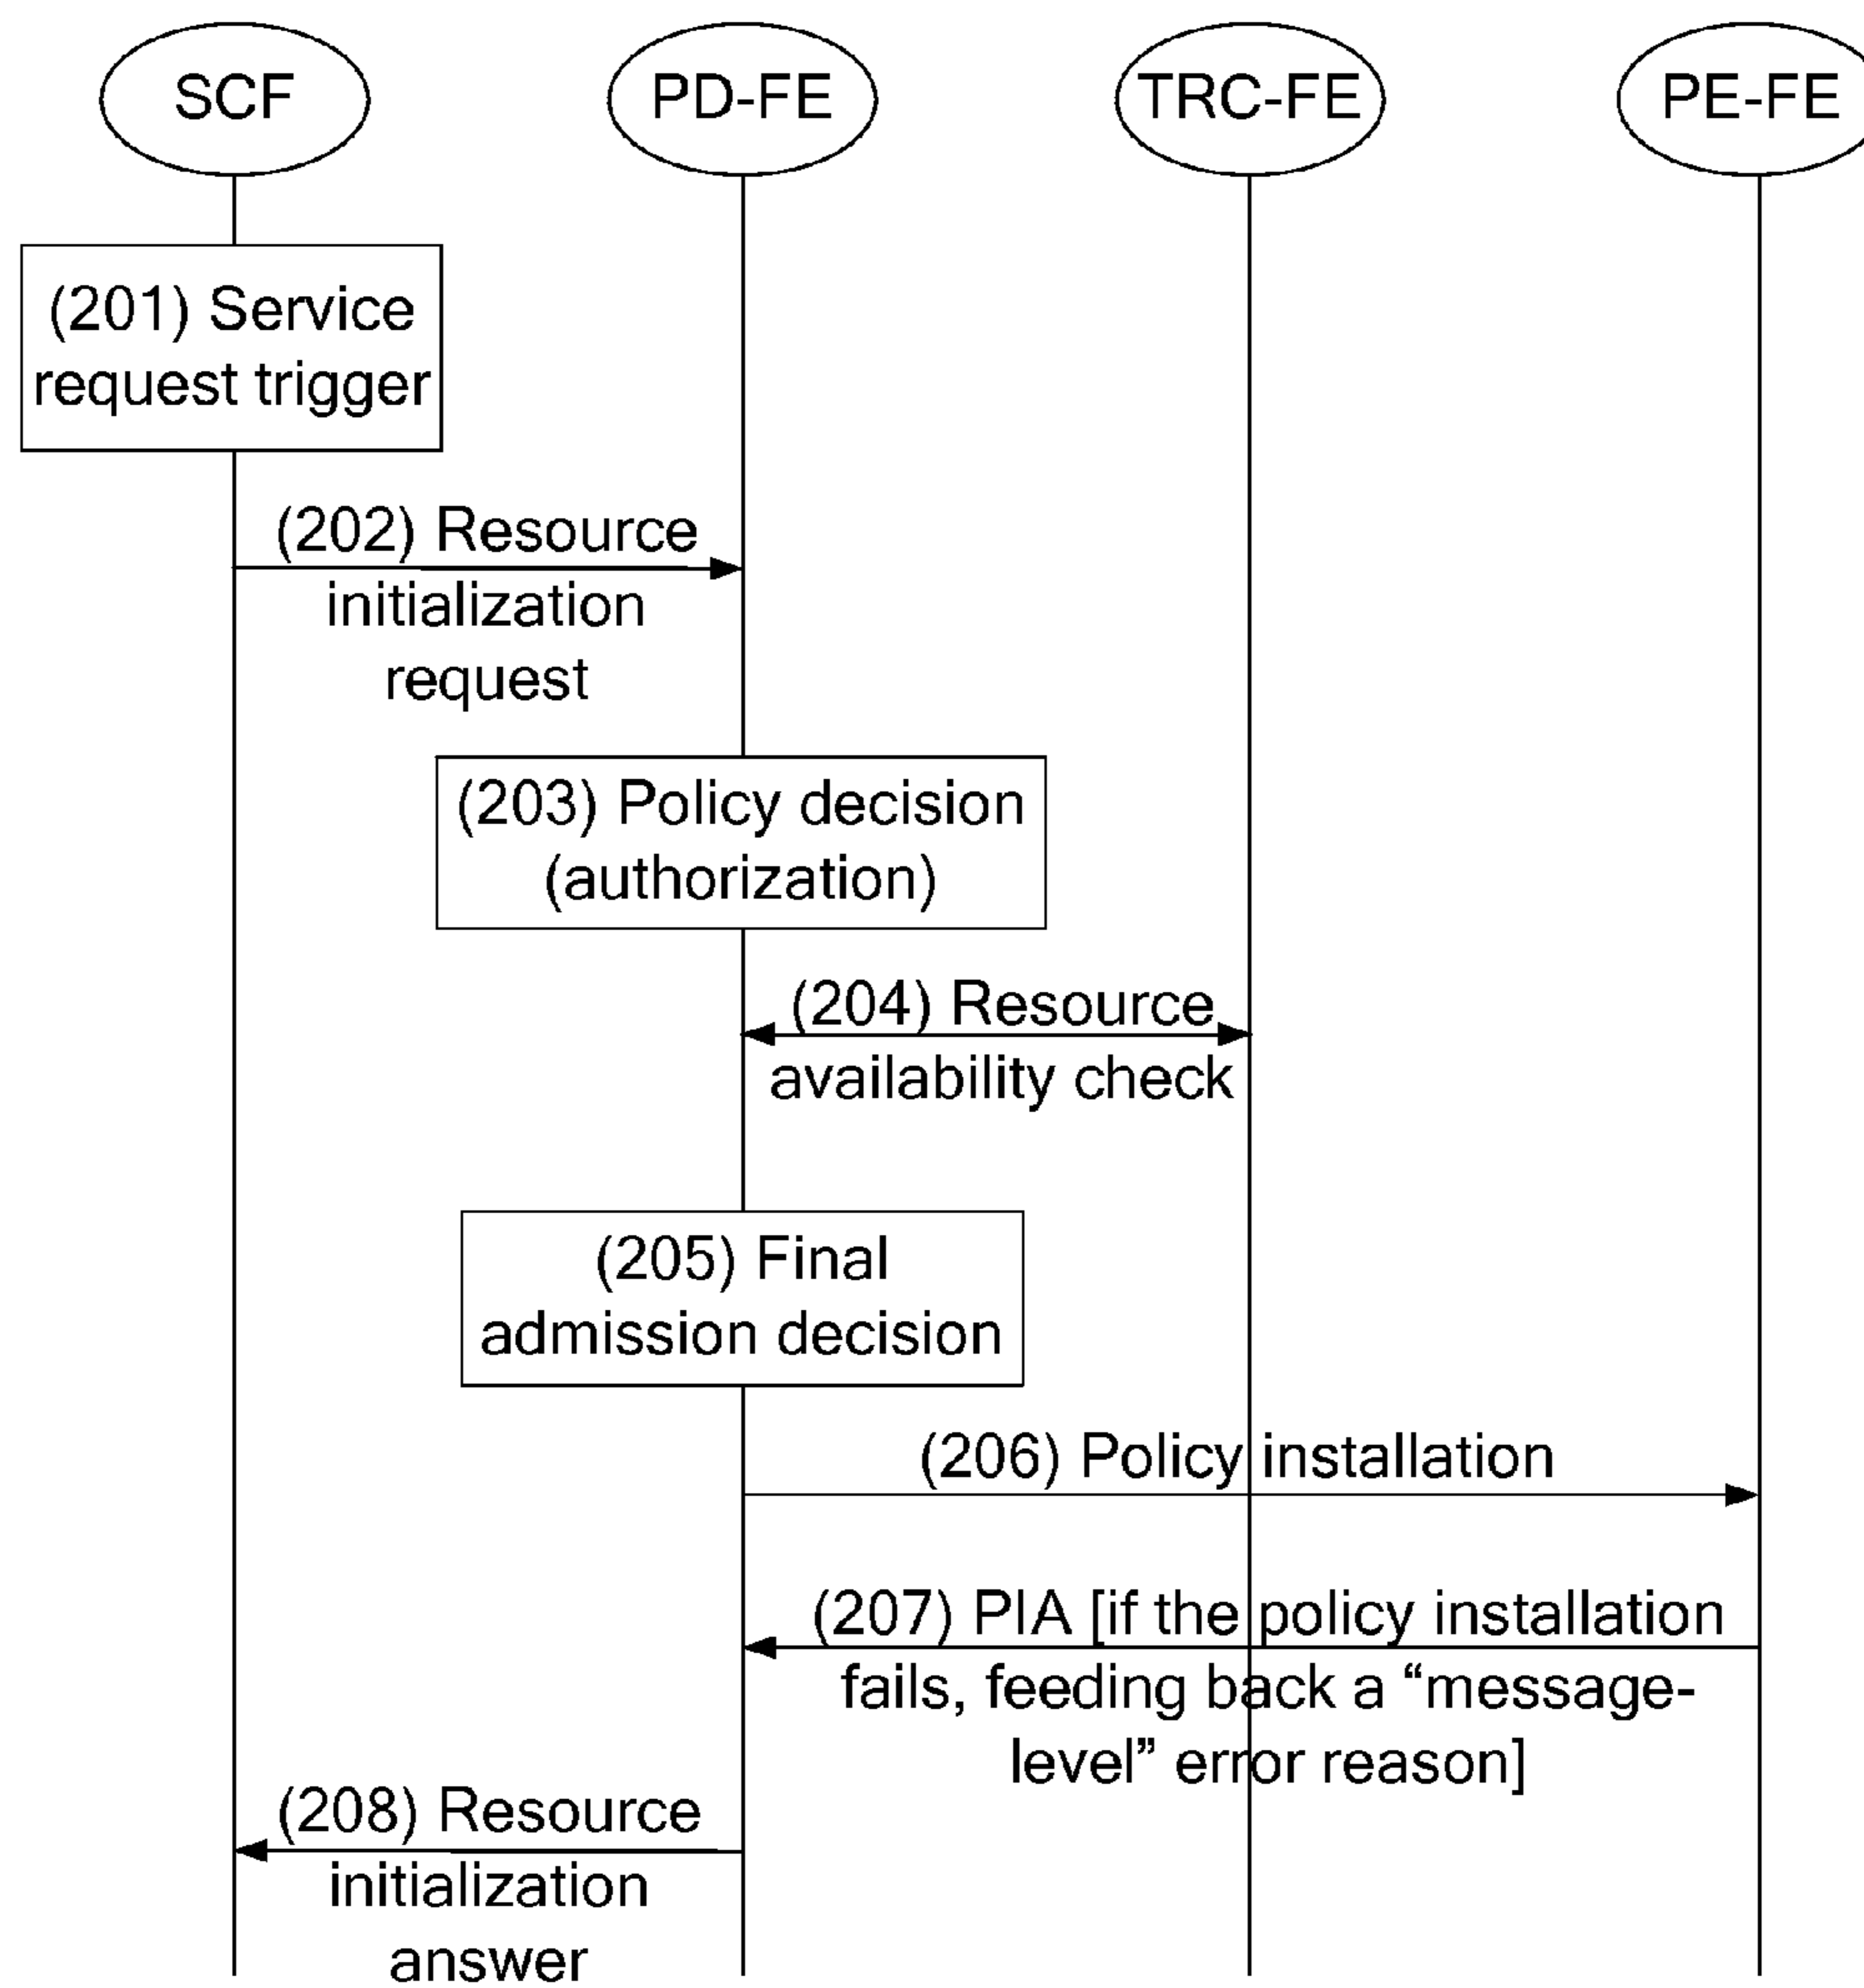 SCF
PD-FE
TRC-FE
PE-FE
(201) Service
request trigger
(202) Resource
initialization
request
(203) Policy decision
(authorization)
(204) Resource
availability check
(205) Final
admission decision
(206) Policy installation
(207) PIA [if the policy installation
fails, feeding back a “message-
level” error reason]
(208) Resource
initialization
answer